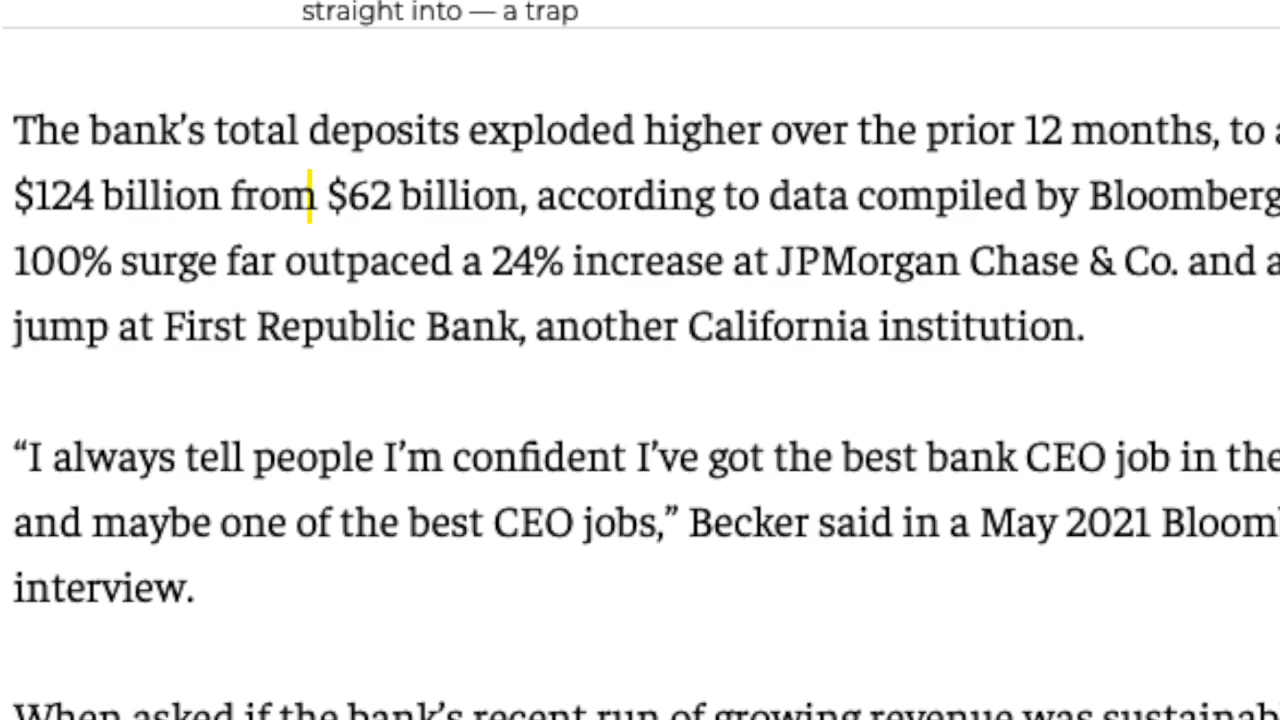 straight into — a trap
The bank’s total deposits exploded higher over the prior 12 months, to
$124 billion from $62 billion, according to data compiled by Bloomberg
100% surge far outpaced a 24% increase at JPMorgan Chase & Co. and a
jump at First Republic Bank, another California institution.
“I always tell people I’m confident I’ve got the best bank CEO job in the
and maybe one of the best CEO jobs,” Becker said in a May 2021 Bloom
interview.
When asked if the bank’s recent run of growing revenue was sustainab